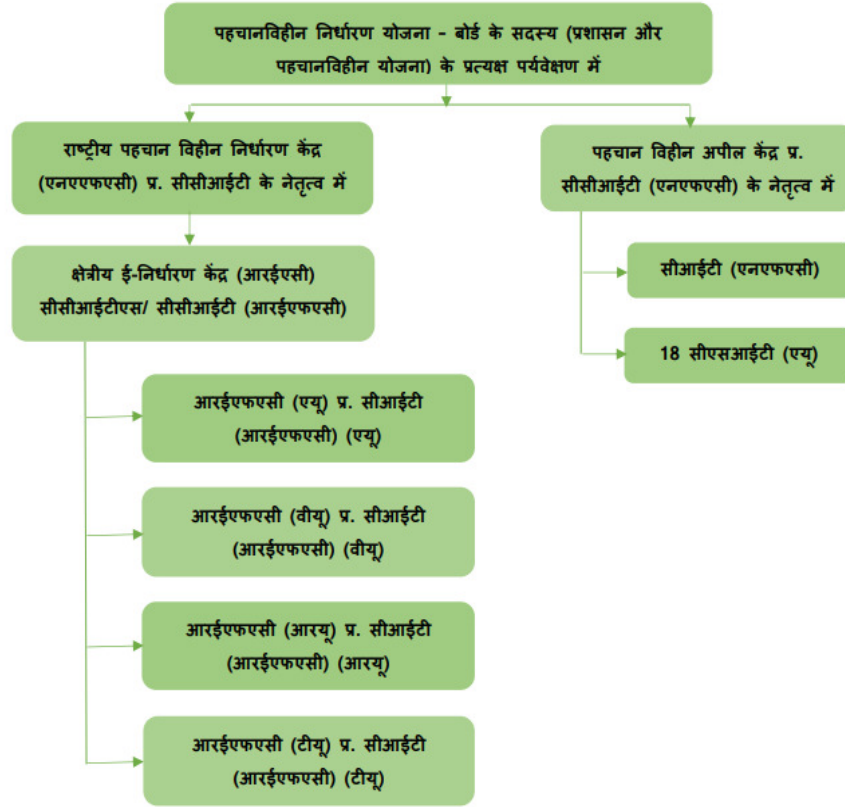 पहचानविहीन निर्धारण योजना – बोर्ड के सदस्य (प्रशासन और
पहचानविहीन योजना) के प्रत्यक्ष पर्यवेक्षण में
राष्ट्रीय पहचान विहीन निर्धारण केंद्र
(एनएएफएसी) प्र. सीसीआईटी के नेतृत्व में
पहचान विहीन अपील केंद्र प्र.
सीसीआईटी (एनएफएसी) के नेतृत्व में
क्षेत्रीय ई-निर्धारण केंद्र (आरईएसी)
सीसीआईटीएस/ सीसीआईटी (आरईएफएसी)
सीआईटी (एनएफएसी)
18 सीएसआईटी (एयू)
आरईएफएसी (एयू) प्र. सीआईटी
(आरईएफएसी) (एयू)
आरईएफएसी (वीयू) प्र. सीआईटी
(आरईएफएसी) (वीयू)
आरईएफएसी (आरयू) प्र. सीआईटी
(आरईएफएसी) (आरयू)
आरईएफएसी (टीयू) प्र. सीआईटी
(आरईएफएसी) (टीयू)